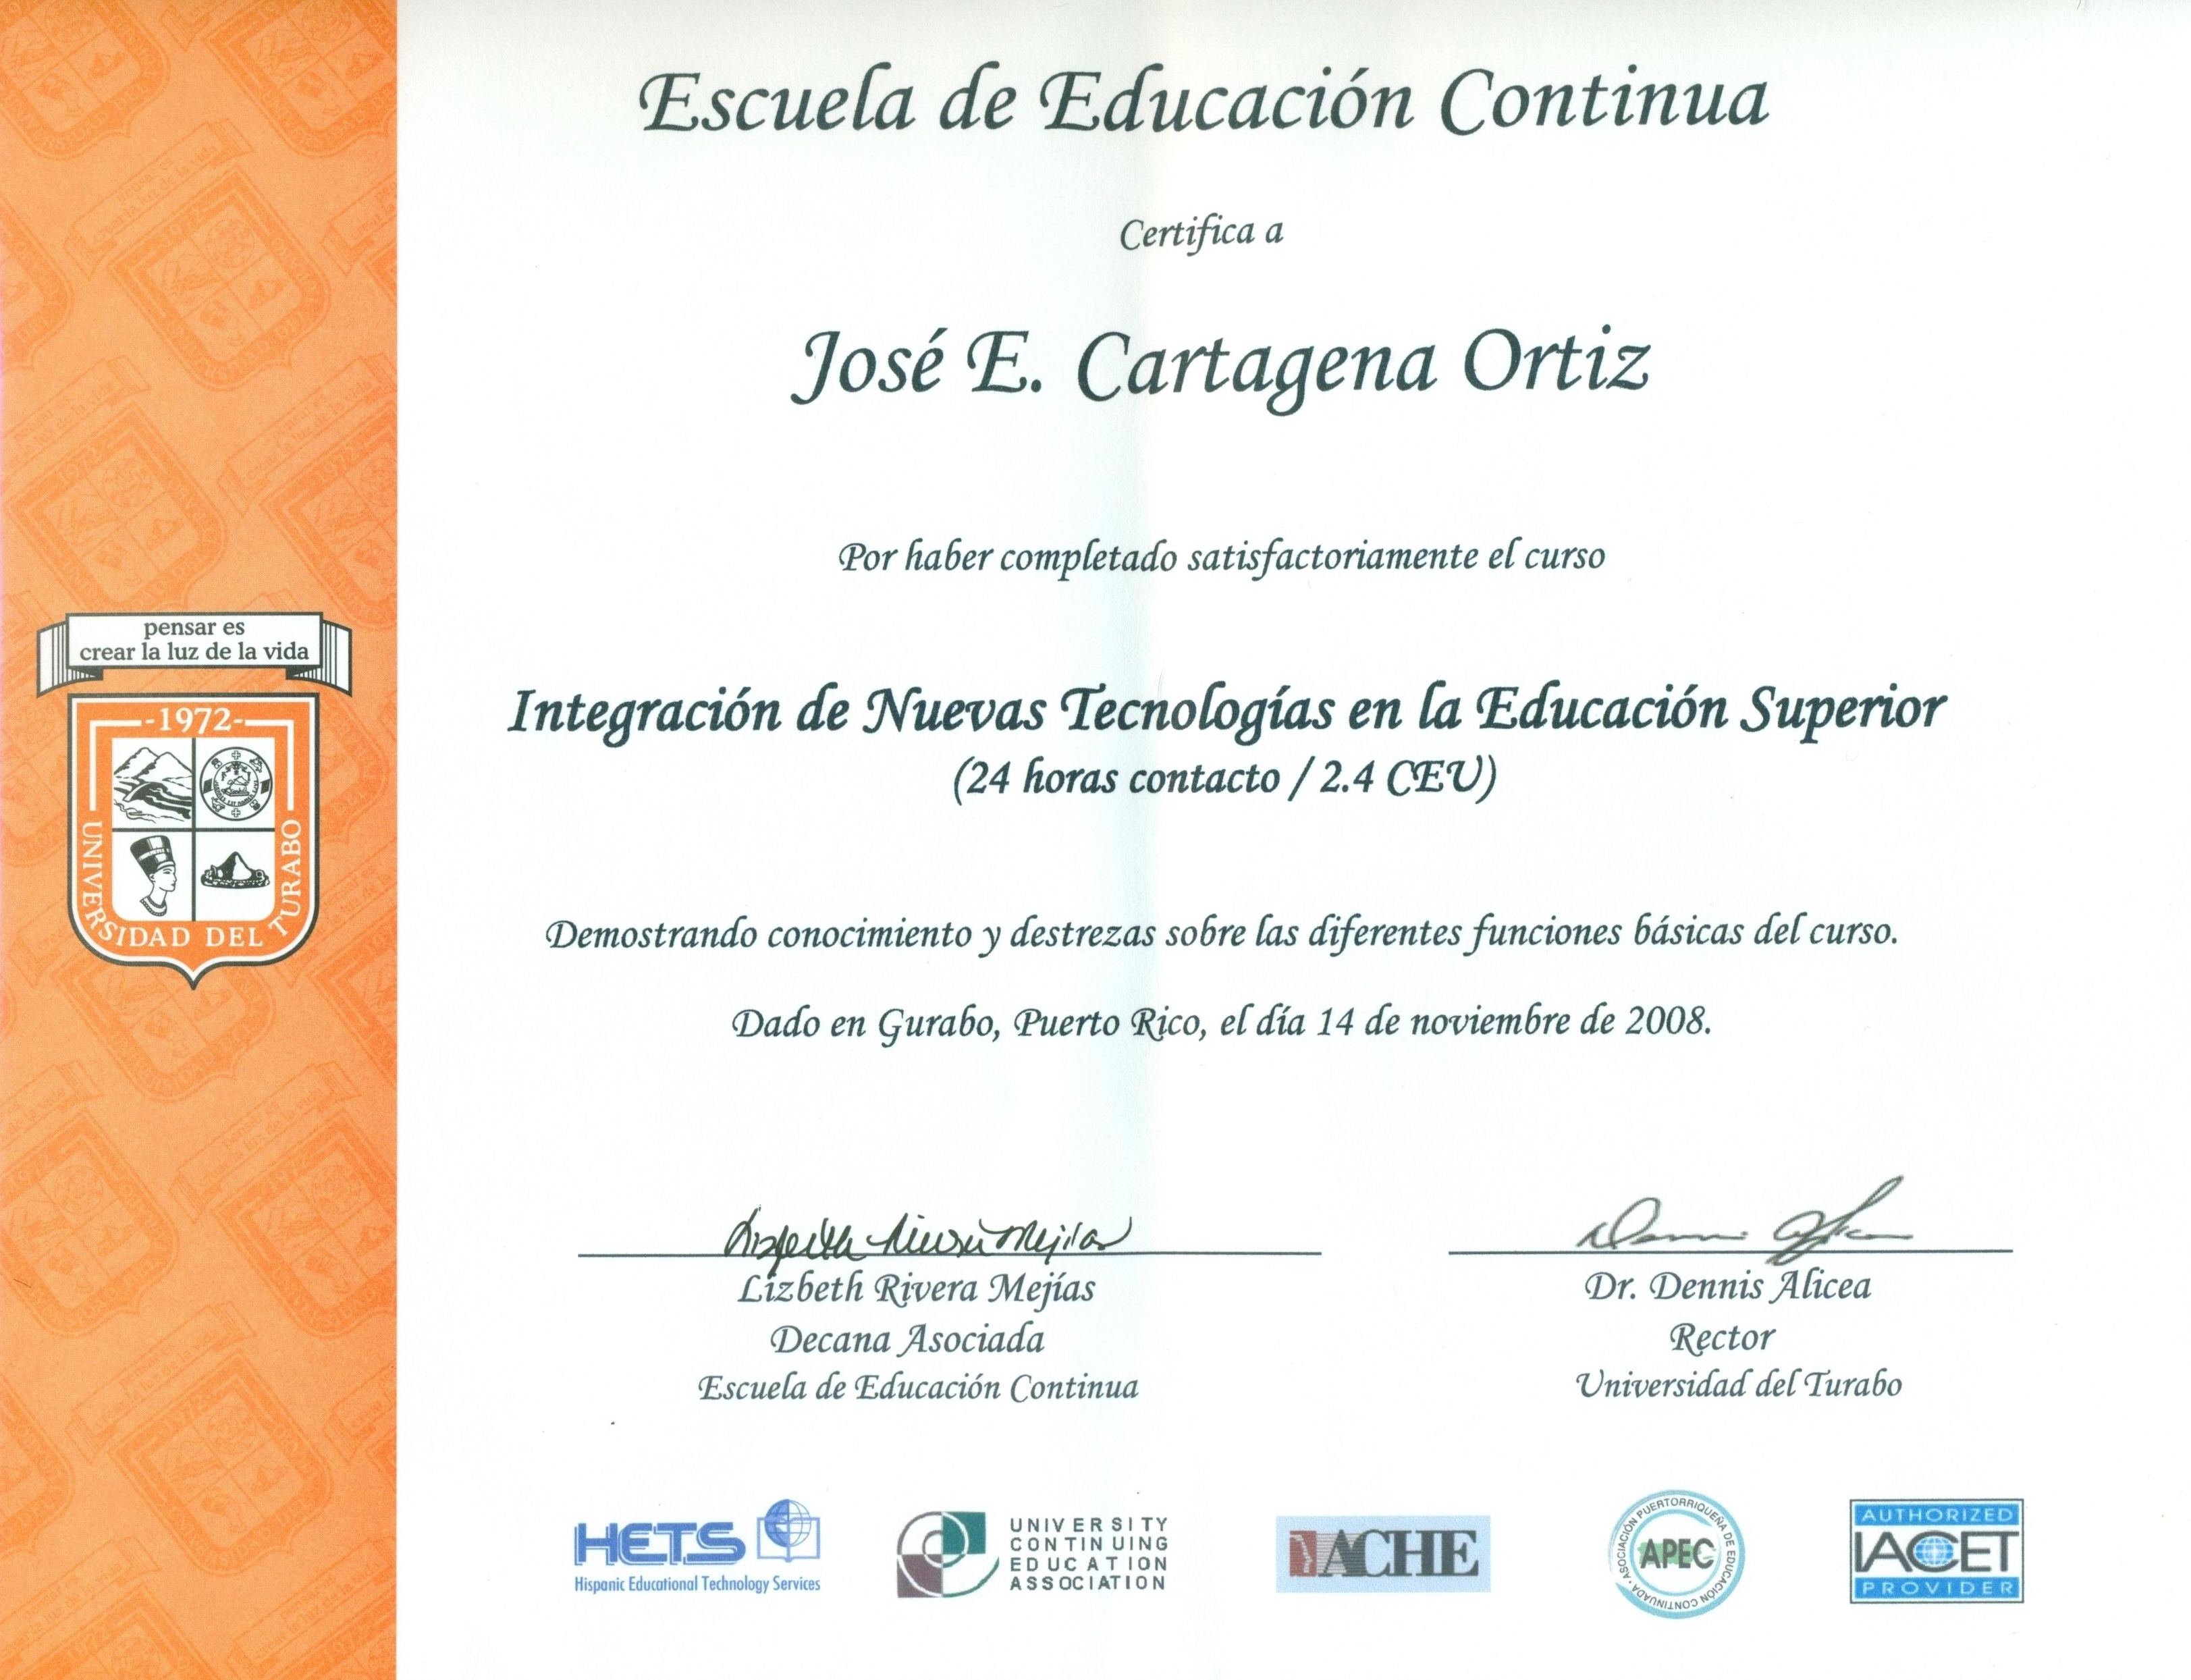 Escuela de Educación Continua
Certifica a
José E. Cartagena Ortiz
Por haber completado satisfactoriamente el curso
Integración de Nuevas Tecnologías en la Educación Superior
(24 horas contacto / 2.4 CEU)
Demostrando conocimiento y destrezas sobre las diferentes funciones básicas del curso.
Dado en Gurabo, Puerto Rico, el día 14 de noviembre de 2008.
pensar es
crear la luz de la vida
-1972-
UNIVERSIDAD DEL TURABO
Lizbeth Rivera Mejías
Lizbeth Rivera Mejías
Decana Asociada
Escuela de Educación Continua
Dennis Alicea
Dr. Dennis Alicea
Rector
Universidad del Turabo
HETS
Hispanic Educational Technology Services
UNIVERSITY
CONTINUING
EDUCATION
ASSOCIATION
ACHE
ASOCIACIÓN PUERTORRIQUEÑA DE EDUCACIÓN CONTINUADA
APEC
AUTHORIZED
IACET
PROVIDER